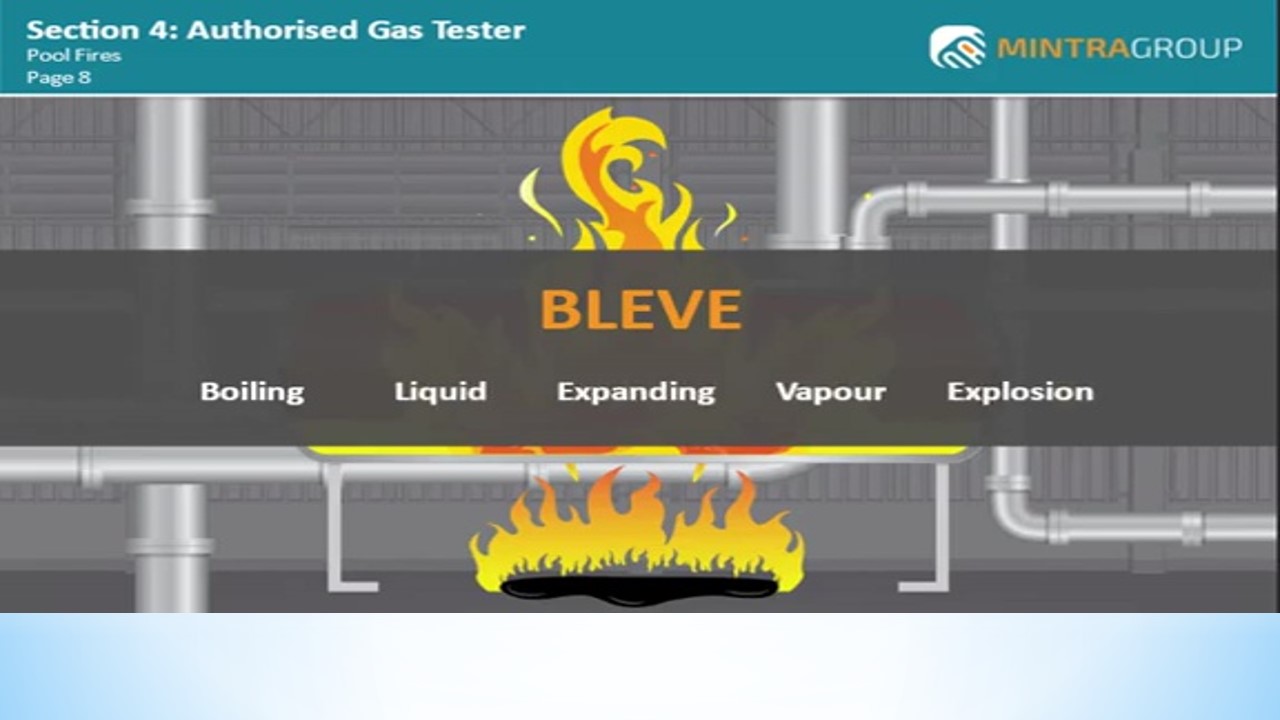 Section 4: Authorised Gas Tester
Pool Fires
Page 8
MINTRAGROUP
BLEVE
Boiling Liquid Expanding Vapour Explosion